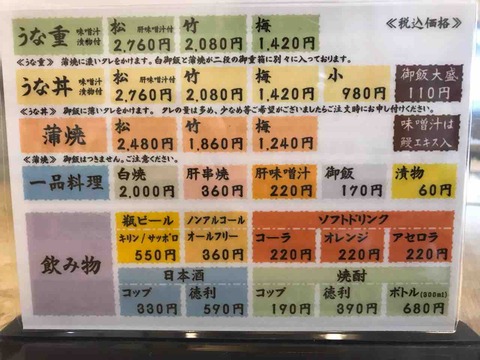 うな重 味噌汁 漬物付 松 肝味噌汁 漬物付 竹 梅 ≪税込価格≫
2,760円 2,080円 1,420円
≪うな重≫ 蒲焼に濃いタレをかけます。白御飯と蒲焼が二段の御重箱に別々に入っております。
うな丼 味噌汁 漬物付 松 肝味噌汁付 竹 梅 小 980円 御飯大盛
2,760円 2,080円 1,420円 110円
≪うな丼≫ 御飯に薄いタレをかけます。 タレの量は多め、少なめ等ご希望がございましたらご注文時にお申し付けください。
蒲焼 松 竹 梅 味噌汁は
2,480円 1,860円 1,240円 鰻エキス入
≪蒲焼≫ 御飯はつきません。ご注意ください。
一品料理 白焼 肝串焼 肝味噌汁 御飯 漬物
2,000円 360円 220円 170円 60円
飲み物
瓶ビール ノンアルコール ソフトドリンク
キリン/サッポロ オールフリー コーラ オレンジ アセロラ
550円 360円 220円 220円 220円
日本酒 焼酎
コップ 徳利 コップ 徳利 ボトル(900ml)
330円 590円 190円 390円 680円